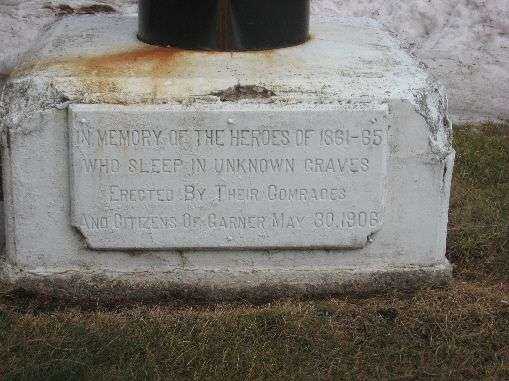 IN MEMORY OF THE HEROES OF 1861-65
WHO SLEEP IN UNKNOWN GRAVES
ERECTED BY THEIR COMRADES
AND CITIZENS OF GARNER MAY 30, 1906